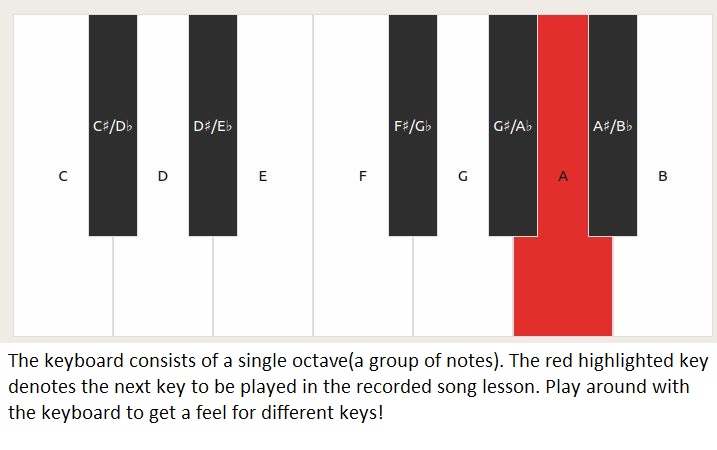 C♯/D♭ D♯/E♭ F♯/G♭ G♯/A♭ A♯/B♭
C D E F G A B
The keyboard consists of a single octave(a group of notes). The red highlighted key
denotes the next key to be played in the recorded song lesson. Play around with
the keyboard to get a feel for different keys!